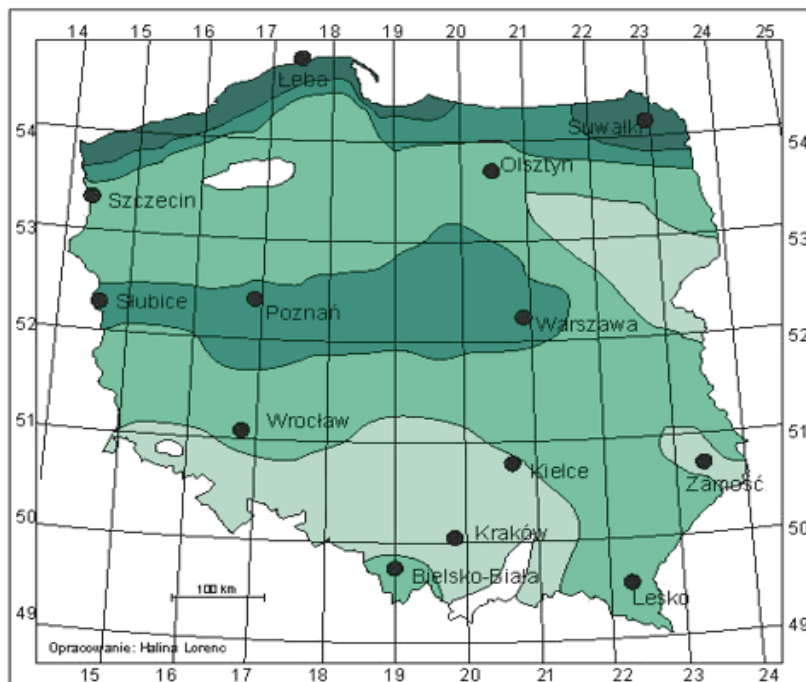 14 15 16 17 18 19 20 21 22 23 24 25
Łeba
54 Suwałki 54
Olsztyn
Szczecin
53 53
Słubice Poznań Warszawa
52 52
51 Wrocław 51
Kielce Zamość
50 Kraków 50
Bielsko-Biała
100 km Lesko
49 49
Opracowanie: Halina Lorenc
15 16 17 18 19 20 21 22 23 24